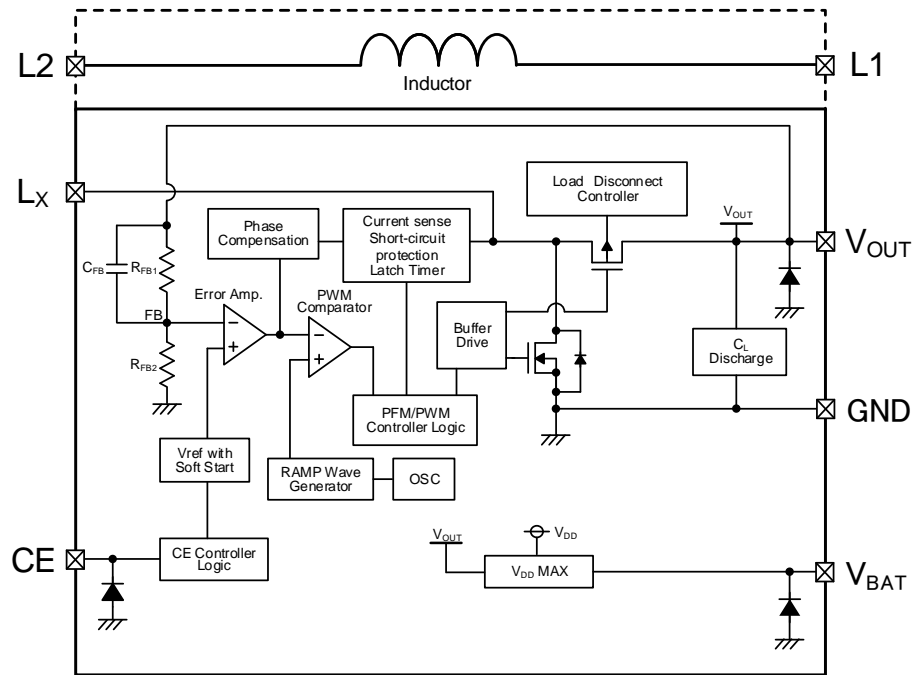 L2
L1
Inductor
LX
Load Disconnect
Controller
Phase
Compensation
Current sense
Short-circuit
protection
Latch Timer
VOUT
VOUT
CFB
RFB1
Error Amp.
PWM
Comparator
FB
Buffer
Drive
RFB2
CL
Discharge
PFM/PWM
Controller Logic
GND
Vref with
Soft Start
RAMP Wave
Generator
OSC
CE
CE Controller
Logic
VOUT
VDD
VDD MAX
VBAT